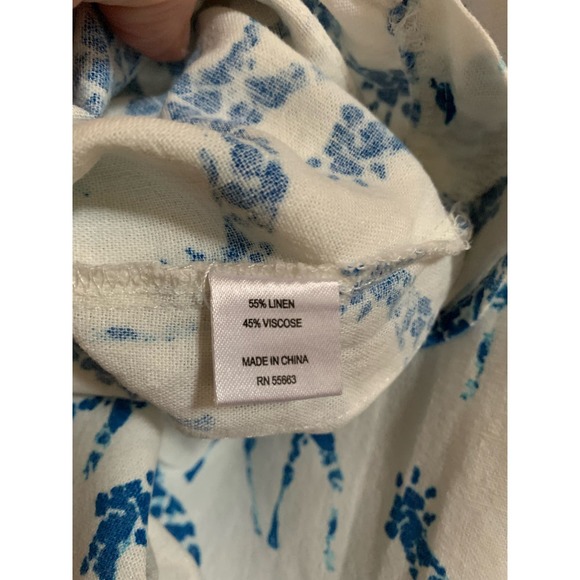 55% LINEN
45% VISCOSE
MADE IN CHINA
RN 55663